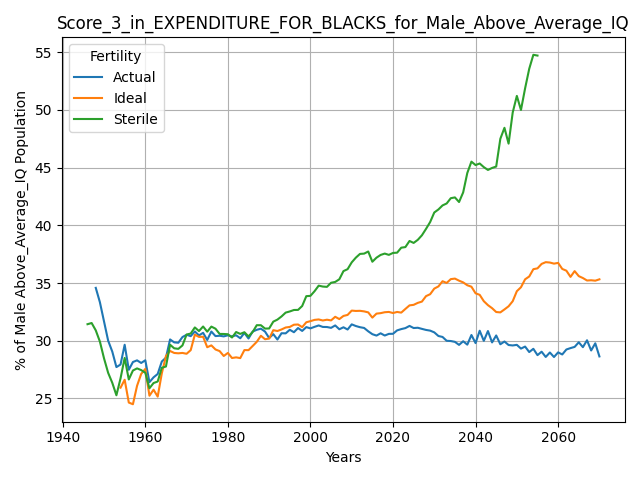 Score_3_in_EXPENDITURE_FOR_BLACKS_for_Male_Above_Average_IQ
Fertility
Actual
Ideal
Sterile
% of Male Above_Average_IQ Population
55
50
45
40
35
30
25
1940
1960
1980
2000
2020
2040
2060
Years